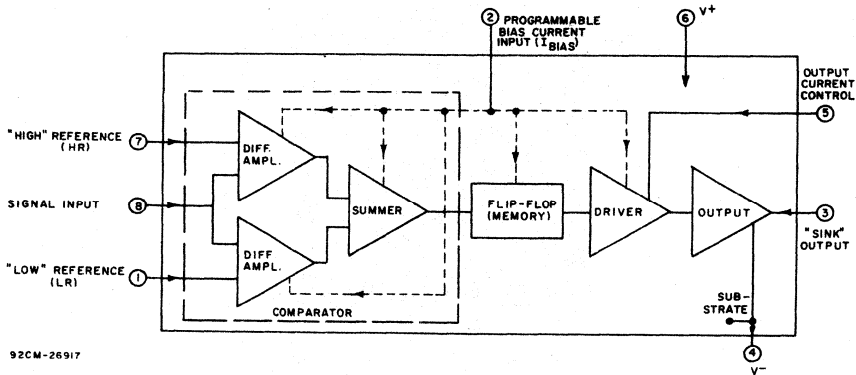 ② PROGRAMMABLE
BIAS CURRENT
INPUT (I BIAS)
⑥ V+
OUTPUT
CURRENT
CONTROL
⑤
"HIGH" REFERENCE
(HR)
⑦
DIFF.
AMPL.
SIGNAL INPUT
⑧
SUMMER
FLIP-FLOP
(MEMORY)
DRIVER
OUTPUT
③
"SINK"
OUTPUT
"LOW" REFERENCE
(LR)
①
DIFF
AMPL.
COMPARATOR
SUB-
STRATE
④
V−
92CM-26917